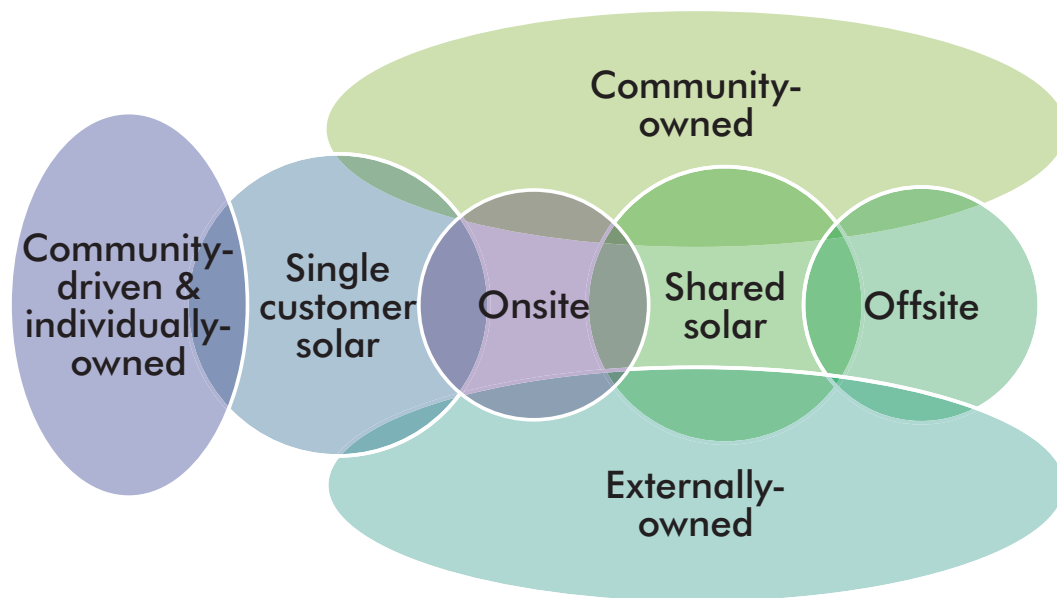 Community-
owned
Community-
driven &
individually-
owned
Single
customer
solar
Onsite
Shared
solar
Offsite
Externally-
owned